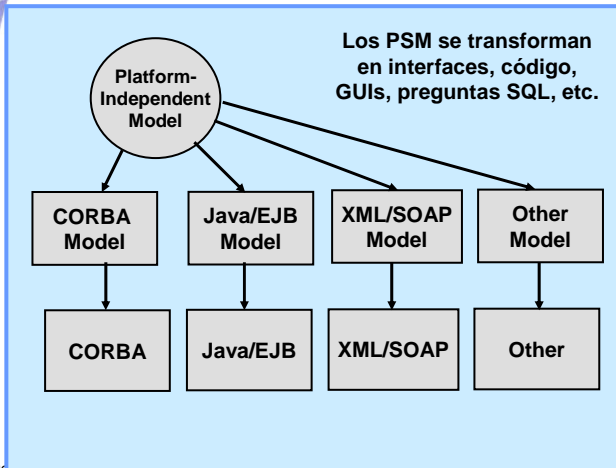 Los PSM se transforman
en interfaces, código,
GUIs, preguntas SQL, etc.
Platform-
Independent
Model
CORBA
Model
Java/EJB
Model
XML/SOAP
Model
Other
Model
CORBA
Java/EJB
XML/SOAP
Other